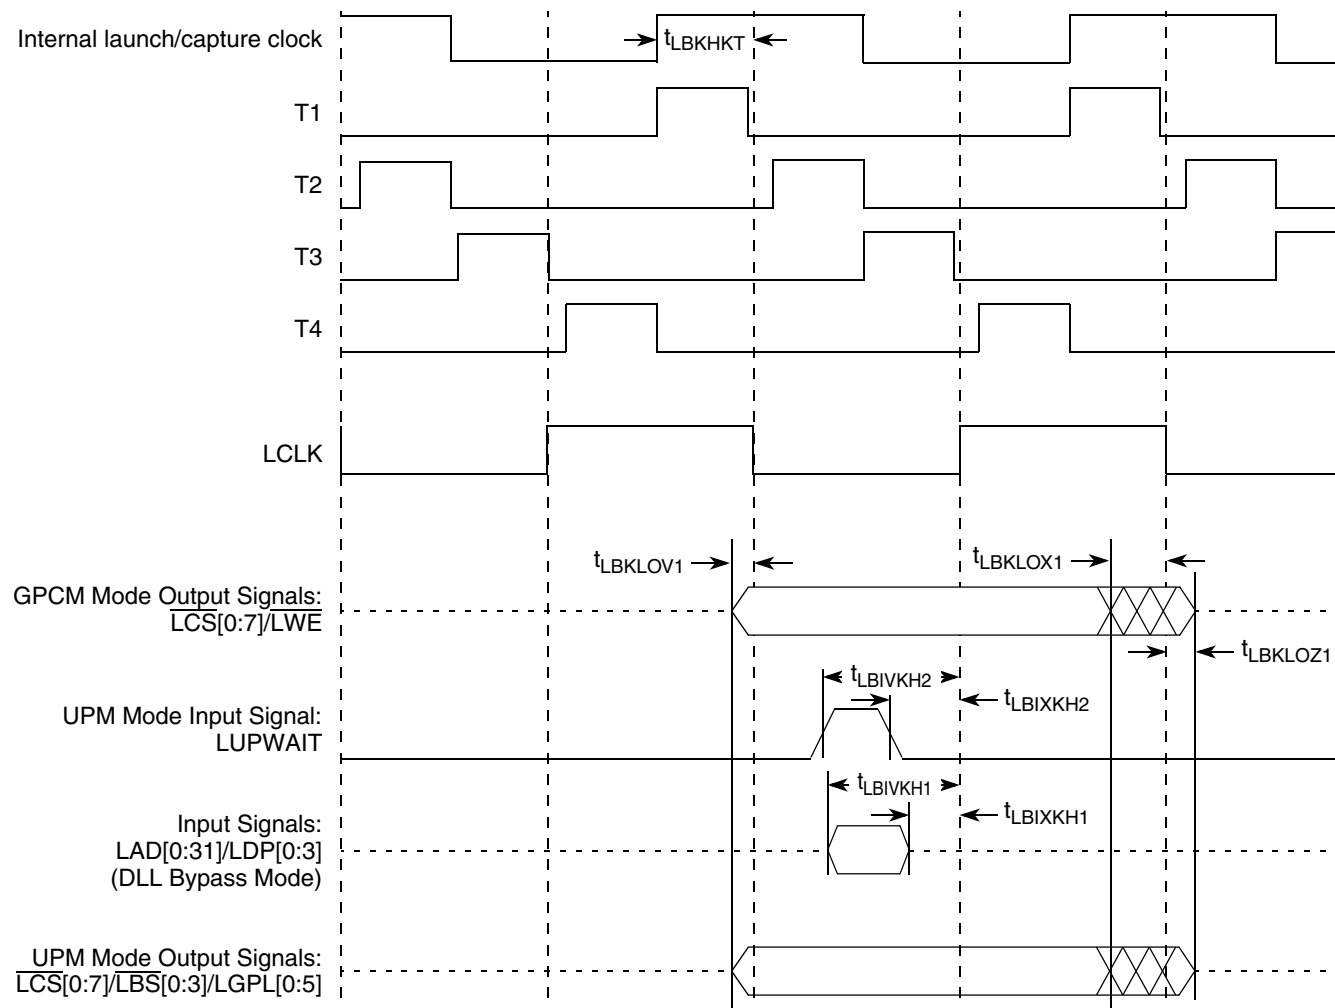 Internal launch/capture clock
tLBKHKT
T1
T2
T3
T4
LCLK
tLBKLOV1
tLBKLOX1
GPCM Mode Output Signals:
LCS[0:7]/LWE
tLBKLOZ1
tLBIVKH2
tLBIXKH2
UPM Mode Input Signal:
LUPWAIT
tLBIVKH1
tLBIXKH1
Input Signals:
LAD[0:31]/LDP[0:3]
(DLL Bypass Mode)
UPM Mode Output Signals:
LCS[0:7]/LBS[0:3]/LGPL[0:5]